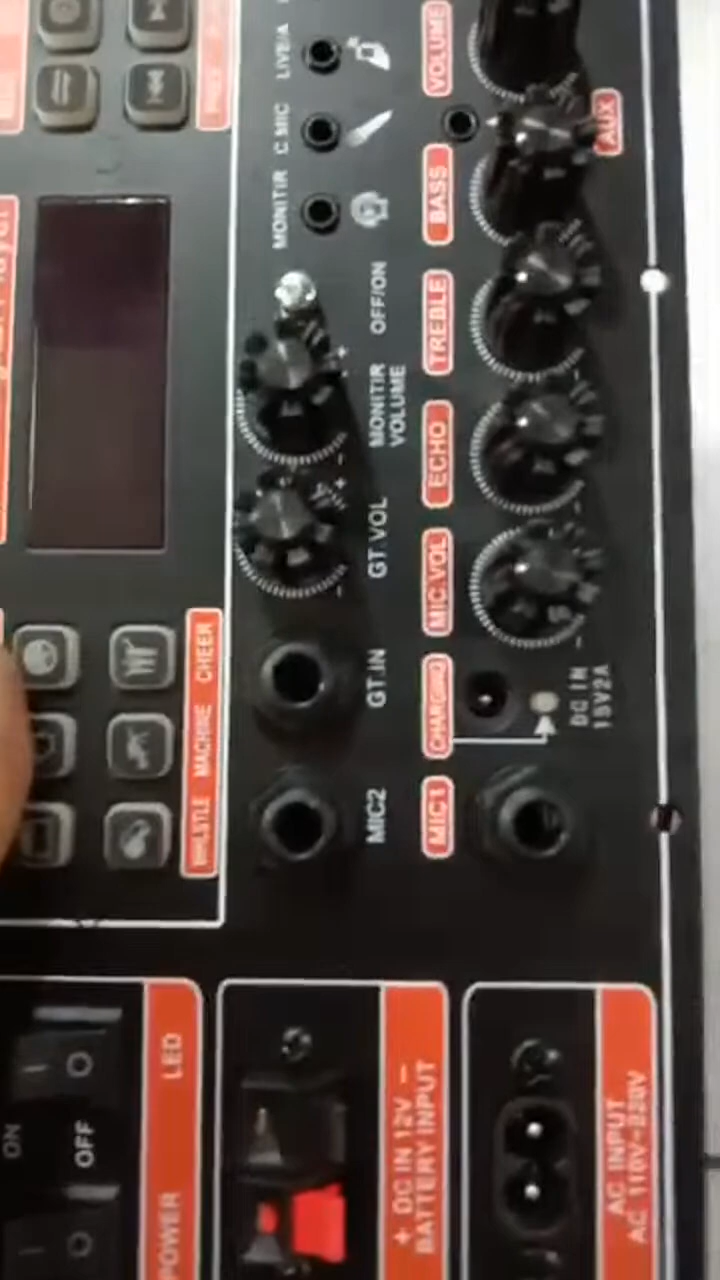 VOLUME
AUX
BASS
TREBLE
ECHO
MIC.VOL
CHARGING
DC IN
15V2A
MIC1
C.MIC
MONITIR
OFF/ON
MONITIR
VOLUME
GT.VOL
GT.IN
MIC2
CHEER
MACHINE
WHLSTLE
LED
POWER
ON
OFF
+ DC IN 12V −
BATTERY INPUT
AC INPUT
AC 110V~220V